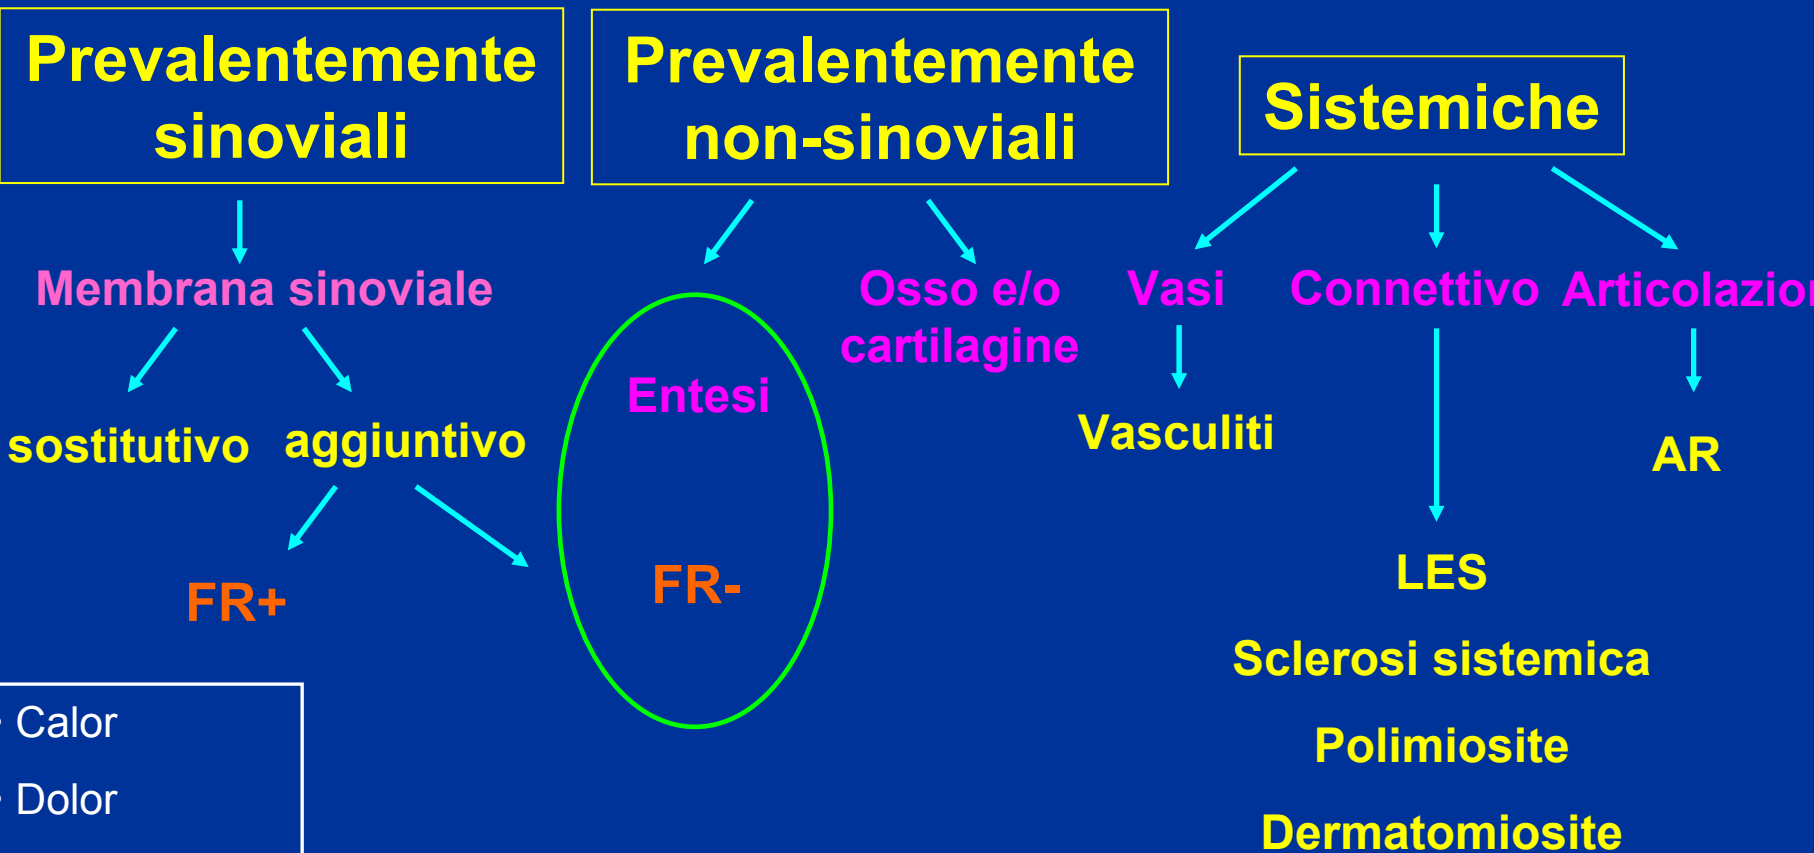 Prevalentemente
sinoviali
Prevalentemente
non-sinoviali
Sistemiche
Membrana sinoviale
Osso e/o
cartilagine
Vasi
Connettivo
Entesi
sostitutivo
aggiuntivo
Vasculiti
AR
FR+
FR-
LES
Sclerosi sistemica
Polimiosite
Dermatomiosite
• Calor
• Dolor